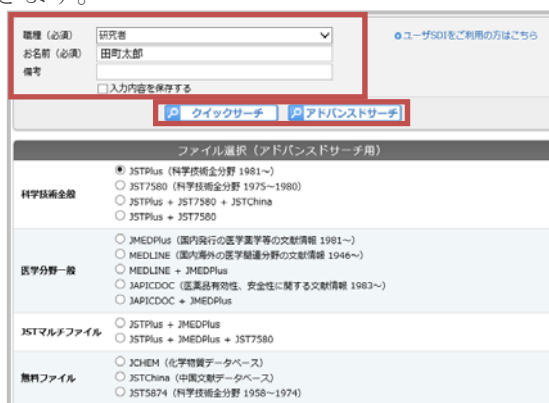 きます。
職種（必須） 研究者
ユーザSDIをご利用の方はこちら
お名前（必須） 田町太郎
備考
入力内容を保存する
クイックサーチ アドバンスドサーチ
ファイル選択（アドバンスドサーチ用）
科学技術全般
JSTPlus（科学技術全分野 1981～）
JST7580（科学技術全分野 1975～1980）
JSTPlus + JST7580 + JSTChina
JSTPlus + JST7580
医学分野一般
JMEDPlus（国内発行の医学薬学等の文献情報 1981～）
MEDLINE（国内海外の医学関連分野の文献情報 1946～）
MEDLINE + JMEDPlus
JAPICDOC（医薬品有効性、安全性に関する文献情報 1983～）
JAPICDOC + JMEDPlus
JSTマルチファイル
JSTPlus + JMEDPlus
JSTPlus + JMEDPlus + JST7580
無料ファイル
JCHEM（化学物質データベース）
JSTChina（中国文献データベース）
JST5874（科学技術全分野 1958～1974）